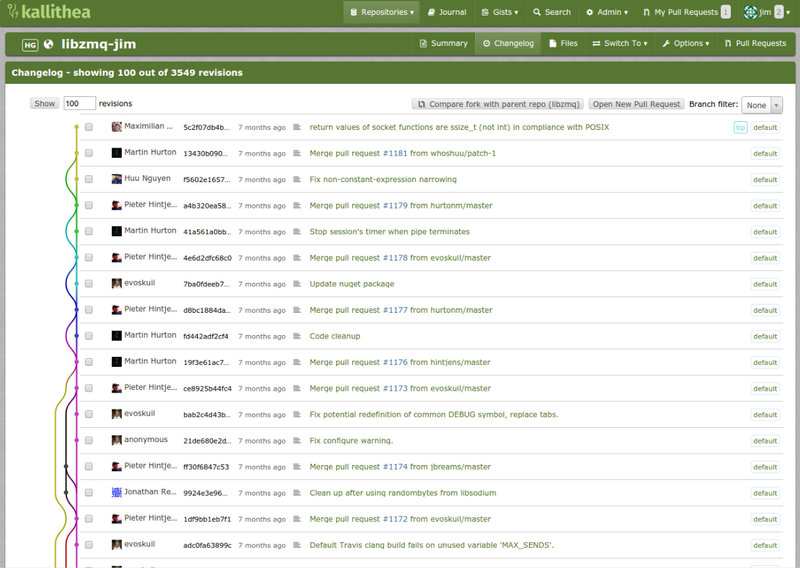 kallithea Repositories Journal Gists Search Admin My Pull Requests 1 jim 2
HG libzmq-jim Summary Changelog Files Switch To Options Pull Requests
Changelog - showing 100 out of 3549 revisions
Show 100 revisions Compare fork with parent repo (libzmq) Open New Pull Request Branch filter: None
Maximilian ... 5c2f07db4b... 7 months ago return values of socket functions are ssize_t (not int) in compliance with POSIX tip default
Martin Hurton 13430b090... 7 months ago Merge pull request #1181 from whoshuu/patch-1 default
Huu Nguyen f5602e1657... 7 months ago Fix non-constant-expression narrowing default
Pieter Hintje... a4b320ea58... 7 months ago Merge pull request #1179 from hurtonm/master default
Martin Hurton 41a561a0bb... 7 months ago Stop session's timer when pipe terminates default
Pieter Hintje... 4e6d2dfc68c0 7 months ago Merge pull request #1178 from evoskuil/master default
evoskuil 7ba0fdeeb7... 7 months ago Update nuget package default
Pieter Hintje... d8bc1884da... 7 months ago Merge pull request #1177 from hurtonm/master default
Martin Hurton fd442adf2cf4 7 months ago Code cleanup default
Martin Hurton 19f3e61ac7... 7 months ago Merge pull request #1176 from hintjens/master default
Pieter Hintje... ce8925b44fc4 7 months ago Merge pull request #1173 from evoskuil/master default
evoskuil bab2c4d43b... 7 months ago Fix potential redefinition of common DEBUG symbol, replace tabs. default
anonymous 21de680e2d... 7 months ago Fix configure warning. default
Pieter Hintje... ff30f6847c53 7 months ago Merge pull request #1174 from jbreams/master default
Jonathan Re... 9924e3e96... 7 months ago Clean up after using randombytes from libsodium default
Pieter Hintje... 1df9bb1eb7f1 7 months ago Merge pull request #1172 from evoskuil/master default
evoskuil adc0fa63899c 7 months ago Default Travis clang build fails on unused variable 'MAX_SENDS'. default